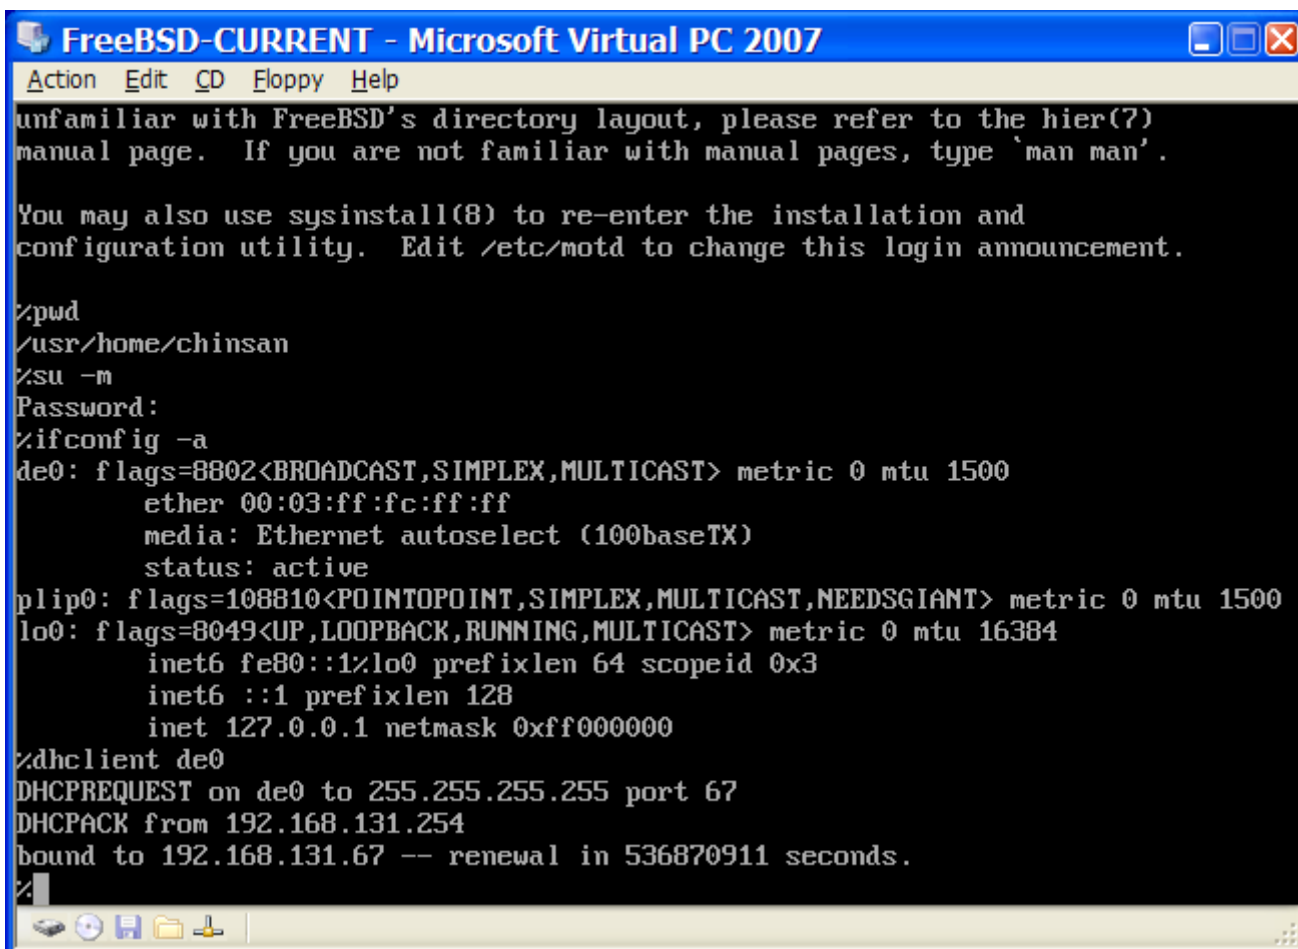 FreeBSD-CURRENT - Microsoft Virtual PC 2007
Action Edit CD Floppy Help
unfamiliar with FreeBSD's directory layout, please refer to the hier(7)
manual page.  If you are not familiar with manual pages, type `man man'.
You may also use sysinstall(8) to re-enter the installation and
configuration utility.  Edit /etc/motd to change this login announcement.
%pwd
/usr/home/chinsan
%su -m
Password:
%ifconfig -a
de0: flags=8802<BROADCAST,SIMPLEX,MULTICAST> metric 0 mtu 1500
        ether 00:03:ff:fc:ff:ff
        media: Ethernet autoselect (100baseTX)
        status: active
plip0: flags=108810<POINTOPOINT,SIMPLEX,MULTICAST,NEEDSGIANT> metric 0 mtu 1500
lo0: flags=8049<UP,LOOPBACK,RUNNING,MULTICAST> metric 0 mtu 16384
        inet6 fe80::1%lo0 prefixlen 64 scopeid 0x3
        inet6 ::1 prefixlen 128
        inet 127.0.0.1 netmask 0xff000000
%dhclient de0
DHCPREQUEST on de0 to 255.255.255.255 port 67
DHCPACK from 192.168.131.254
bound to 192.168.131.67 -- renewal in 536870911 seconds.
%